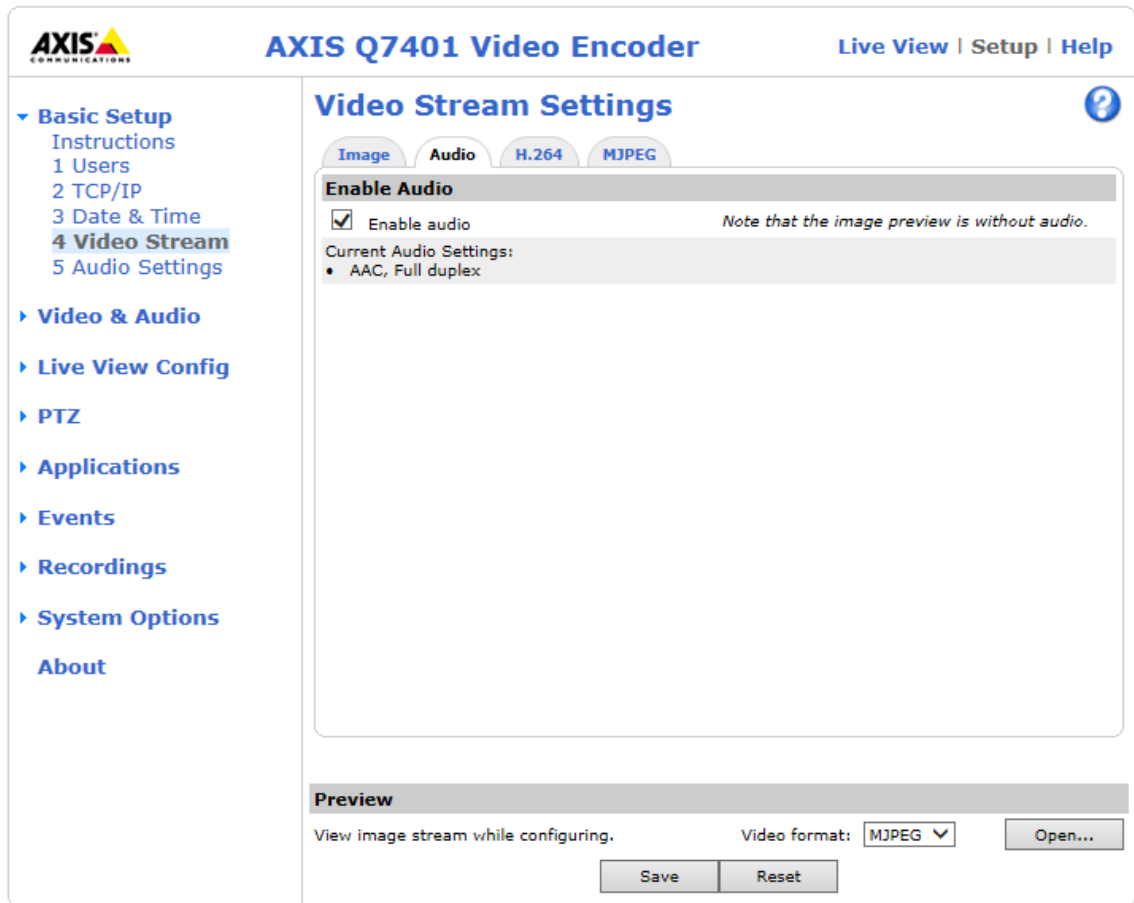 AXIS
COMMUNICATIONS
AXIS Q7401 Video Encoder
Live View | Setup | Help
Basic Setup
Instructions
1 Users
2 TCP/IP
3 Date & Time
4 Video Stream
5 Audio Settings
Video & Audio
Live View Config
PTZ
Applications
Events
Recordings
System Options
About
Video Stream Settings
?
Image Audio H.264 MJPEG
Enable Audio
Enable audio Note that the image preview is without audio.
Current Audio Settings:
• AAC, Full duplex
Preview
View image stream while configuring. Video format: MJPEG Open...
Save Reset